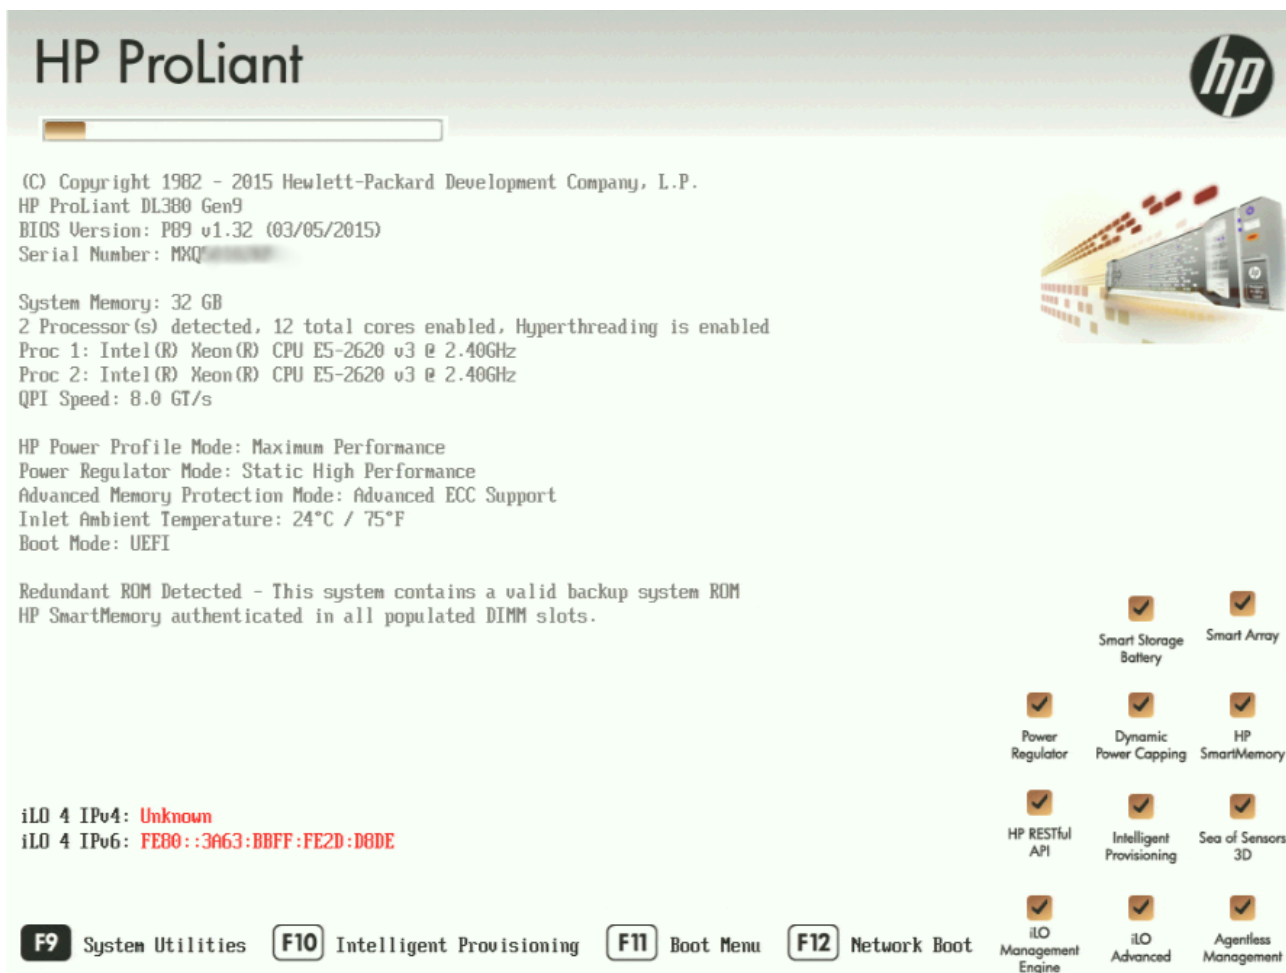 HP ProLiant
hp
(C) Copyright 1982 - 2015 Hewlett-Packard Development Company, L.P.
HP ProLiant DL380 Gen9
BIOS Version: P89 v1.32 (03/05/2015)
Serial Number: MXQ
System Memory: 32 GB
2 Processor(s) detected, 12 total cores enabled, Hyperthreading is enabled
Proc 1: Intel(R) Xeon(R) CPU E5-2620 v3 @ 2.40GHz
Proc 2: Intel(R) Xeon(R) CPU E5-2620 v3 @ 2.40GHz
QPI Speed: 8.0 GT/s
HP Power Profile Mode: Maximum Performance
Power Regulator Mode: Static High Performance
Advanced Memory Protection Mode: Advanced ECC Support
Inlet Ambient Temperature: 24°C / 75°F
Boot Mode: UEFI
Redundant ROM Detected - This system contains a valid backup system ROM
HP SmartMemory authenticated in all populated DIMM slots.
Smart Storage
Battery
Smart Array
Power
Regulator
Dynamic
Power Capping
HP
SmartMemory
iLO 4 IPv4: Unknown
iLO 4 IPv6: FE80::3A63:BBFF:FE2D:D8DE
HP RESTful
API
Intelligent
Provisioning
Sea of Sensors
3D
iLO
Management
Engine
iLO
Advanced
Agentless
Management
F9 System Utilities F10 Intelligent Provisioning F11 Boot Menu F12 Network Boot